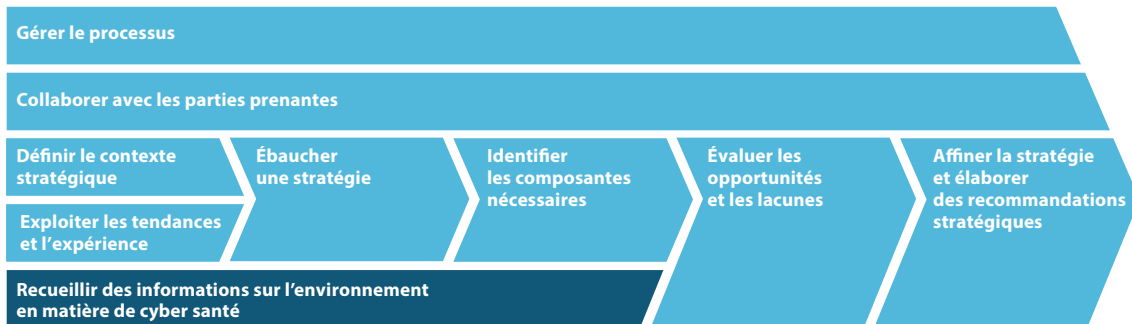 Gérer le processus
Collaborer avec les parties prenantes
Définir le contexte
stratégique
Exploiter les tendances
et l’expérience
Ébaucher
une stratégie
Identifier
les composantes
nécessaires
Évaluer les
opportunités
et les lacunes
Affiner la stratégie
et élaborer
des recommandations
stratégiques
Recueillir des informations sur l’environnement
en matière de cyber santé